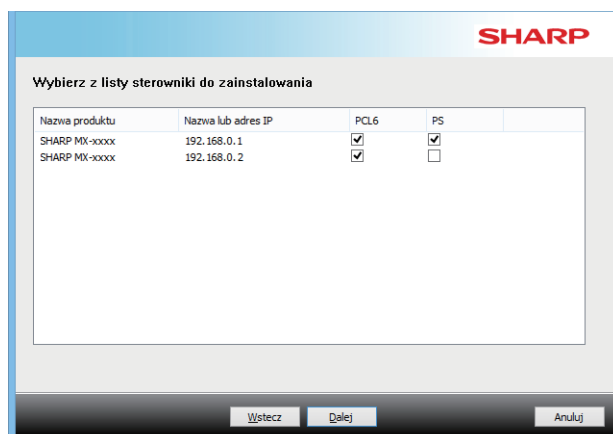 SHARP
Wybierz z listy sterowniki do zainstalowania
Nazwa produktu Nazwa lub adres IP PCL6 PS
SHARP MX-xxxx 192.168.0.1
SHARP MX-xxxx 192.168.0.2
Wstecz Dalej Anuluj